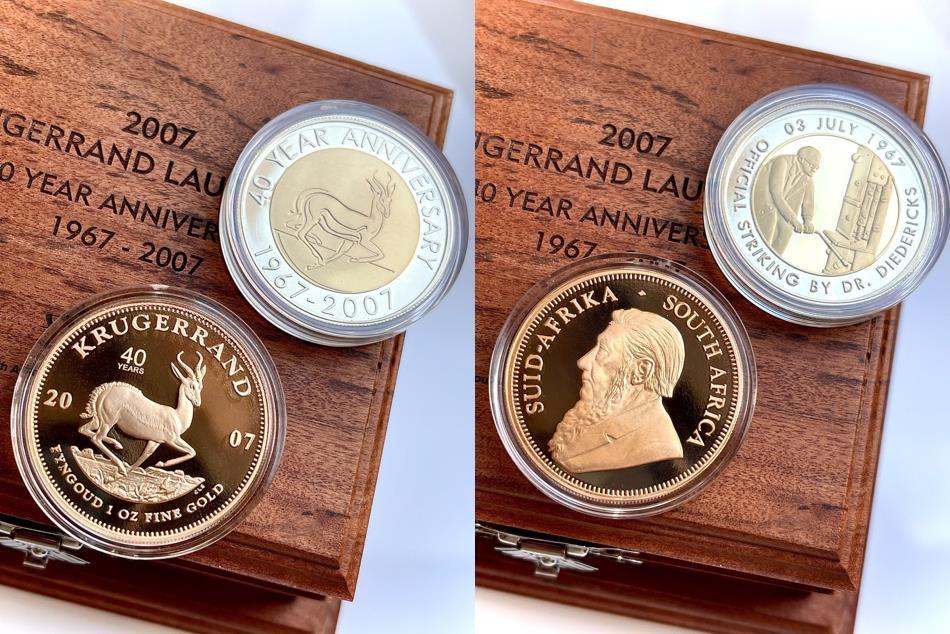 2007
UGERRAND LAU
0 YEAR ANNIVER
1967 - 2007
40 YEAR ANNIVERSARY
1967-2007
KRUGERRAND
40
YEARS
20 07
FYNGOUD 1 OZ FINE GOLD
2007
UGERRAND LAU
0 YEAR ANNIVERS
1967
03 JULY 1967
OFFICIAL STRIKING BY DR. DIEDERICKS
SUID-AFRIKA · SOUTH AFRICA